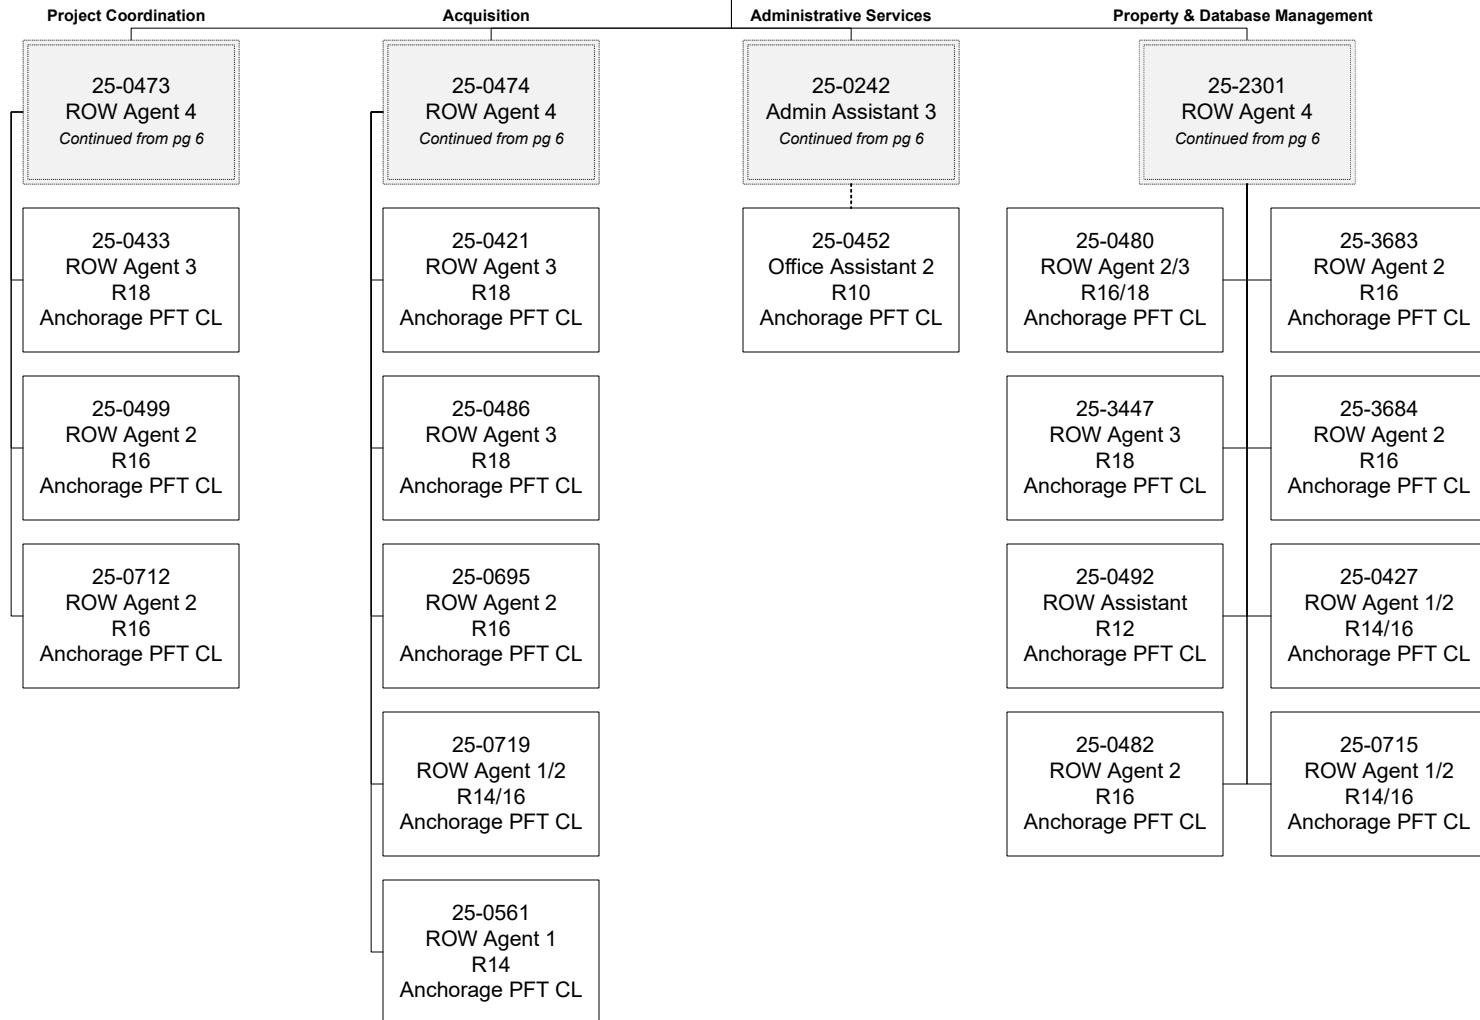 Project Coordination
Acquisition
Administrative Services
Property & Database Management
25-0473
ROW Agent 4
Continued from pg 6
25-0474
ROW Agent 4
Continued from pg 6
25-0242
Admin Assistant 3
Continued from pg 6
25-2301
ROW Agent 4
Continued from pg 6
25-0433
ROW Agent 3
R18
Anchorage PFT CL
25-0421
ROW Agent 3
R18
Anchorage PFT CL
25-0452
Office Assistant 2
R10
Anchorage PFT CL
25-0480
ROW Agent 2/3
R16/18
Anchorage PFT CL
25-3683
ROW Agent 2
R16
Anchorage PFT CL
25-0499
ROW Agent 2
R16
Anchorage PFT CL
25-0486
ROW Agent 3
R18
Anchorage PFT CL
25-3447
ROW Agent 3
R18
Anchorage PFT CL
25-3684
ROW Agent 2
R16
Anchorage PFT CL
25-0712
ROW Agent 2
R16
Anchorage PFT CL
25-0695
ROW Agent 2
R16
Anchorage PFT CL
25-0492
ROW Assistant
R12
Anchorage PFT CL
25-0427
ROW Agent 1/2
R14/16
Anchorage PFT CL
25-0719
ROW Agent 1/2
R14/16
Anchorage PFT CL
25-0482
ROW Agent 2
R16
Anchorage PFT CL
25-0715
ROW Agent 1/2
R14/16
Anchorage PFT CL
25-0561
ROW Agent 1
R14
Anchorage PFT CL